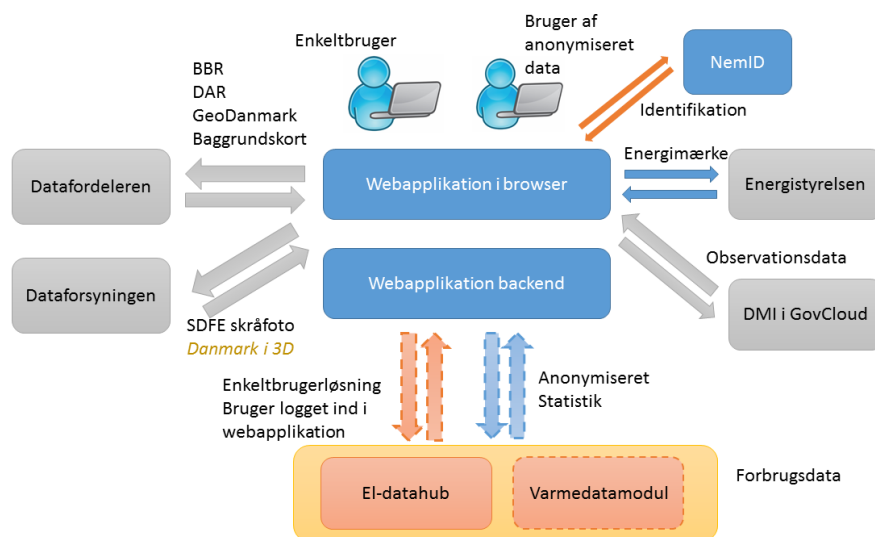 Enkeltbruger
Bruger af
anonymiseret
data
NemID
Identifikation
BBR
DAR
GeoDanmark
Baggrundskort
Datafordeleren
Webapplikation i browser
Energimærke
Energistyrelsen
Dataforsyningen
Webapplikation backend
Observationsdata
DMI i GovCloud
SDFE skråfoto
Danmark i 3D
Enkeltbrugerløsning
Bruger logget ind i
webapplikation
Anonymiseret
Statistik
El-datahub
Varmedatamodul
Forbrugsdata